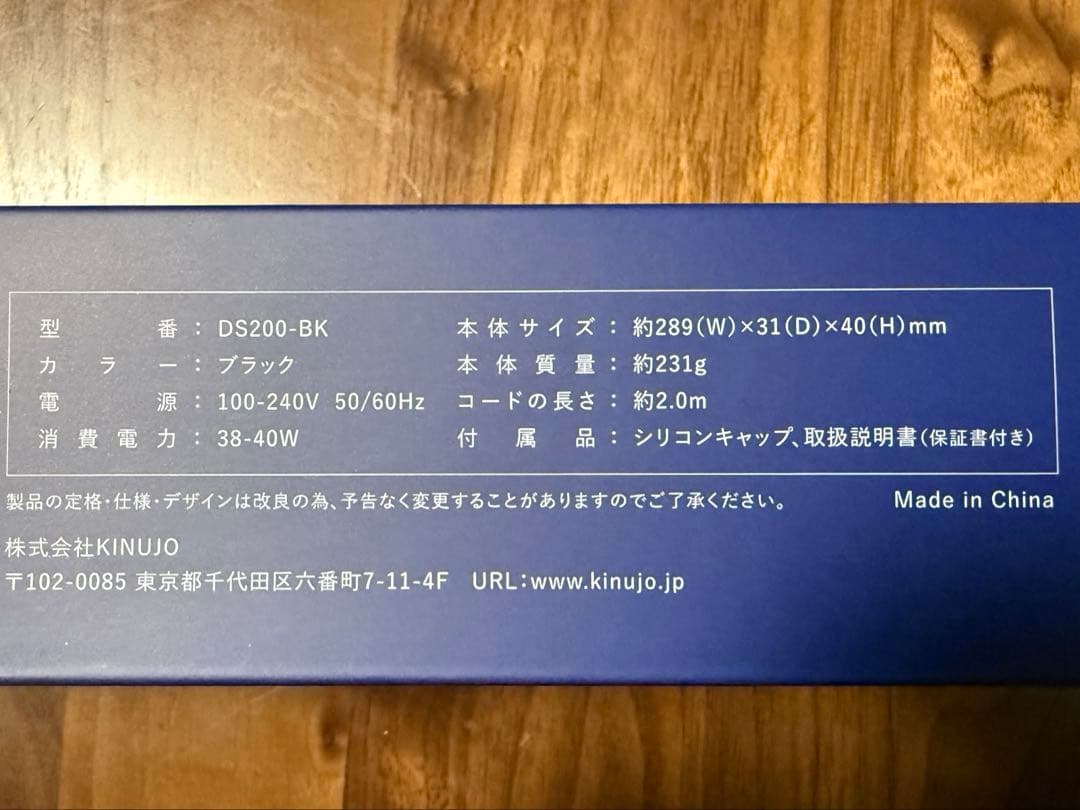 型番：DS200-BK 本体サイズ：約289(W)×31(D)×40(H)mm
カラー：ブラック 本体質量：約231g
電源：100-240V 50/60Hz コードの長さ：約2.0m
消費電力：38-40W 付属品：シリコンキャップ、取扱説明書(保証書付き)
製品の定格・仕様・デザインは改良の為、予告なく変更することがありますのでご了承ください。 Made in China
株式会社KINUJO
〒102-0085 東京都千代田区六番町7-11-4F URL：www.kinujo.jp